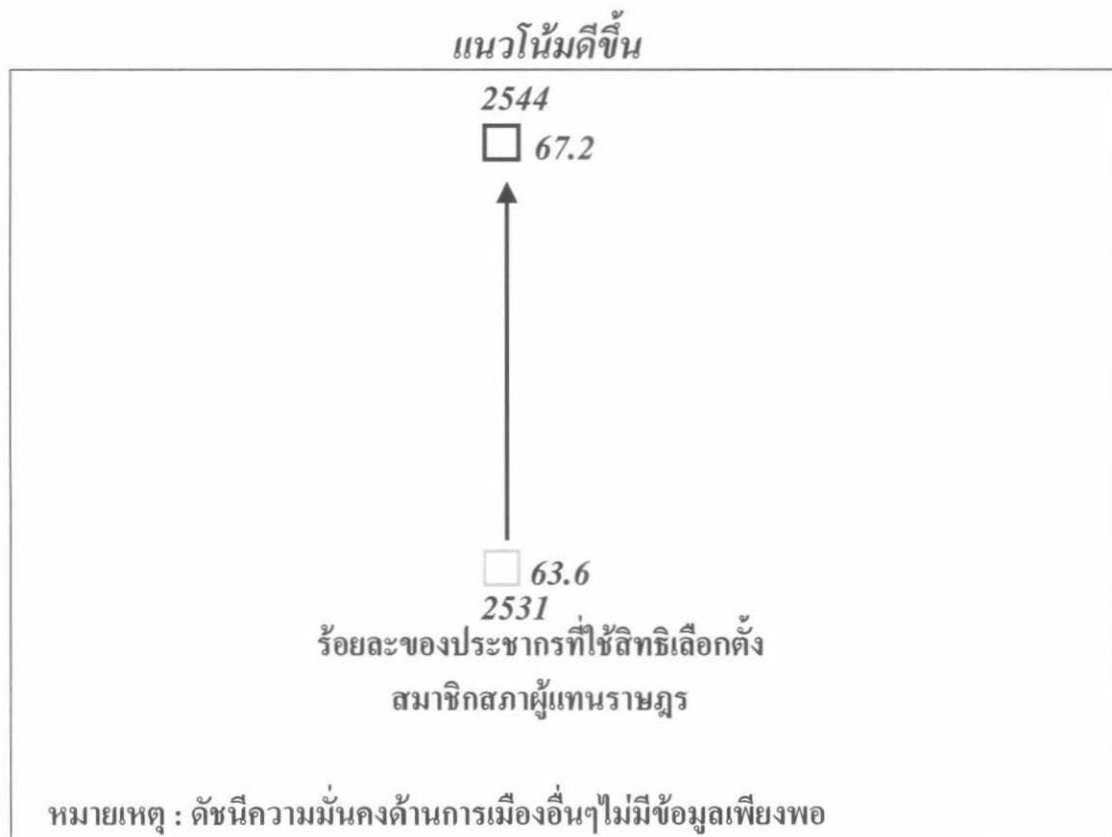 แนวโน้มดีขึ้น
2544
67.2
63.6
2531
ร้อยละของประชากรที่ใช้สิทธิเลือกตั้ง
สมาชิกสภาผู้แทนราษฎร
หมายเหตุ : ดัชนีความมั่นคงด้านการเมืองอื่นๆไม่มีข้อมูลเพียงพอ